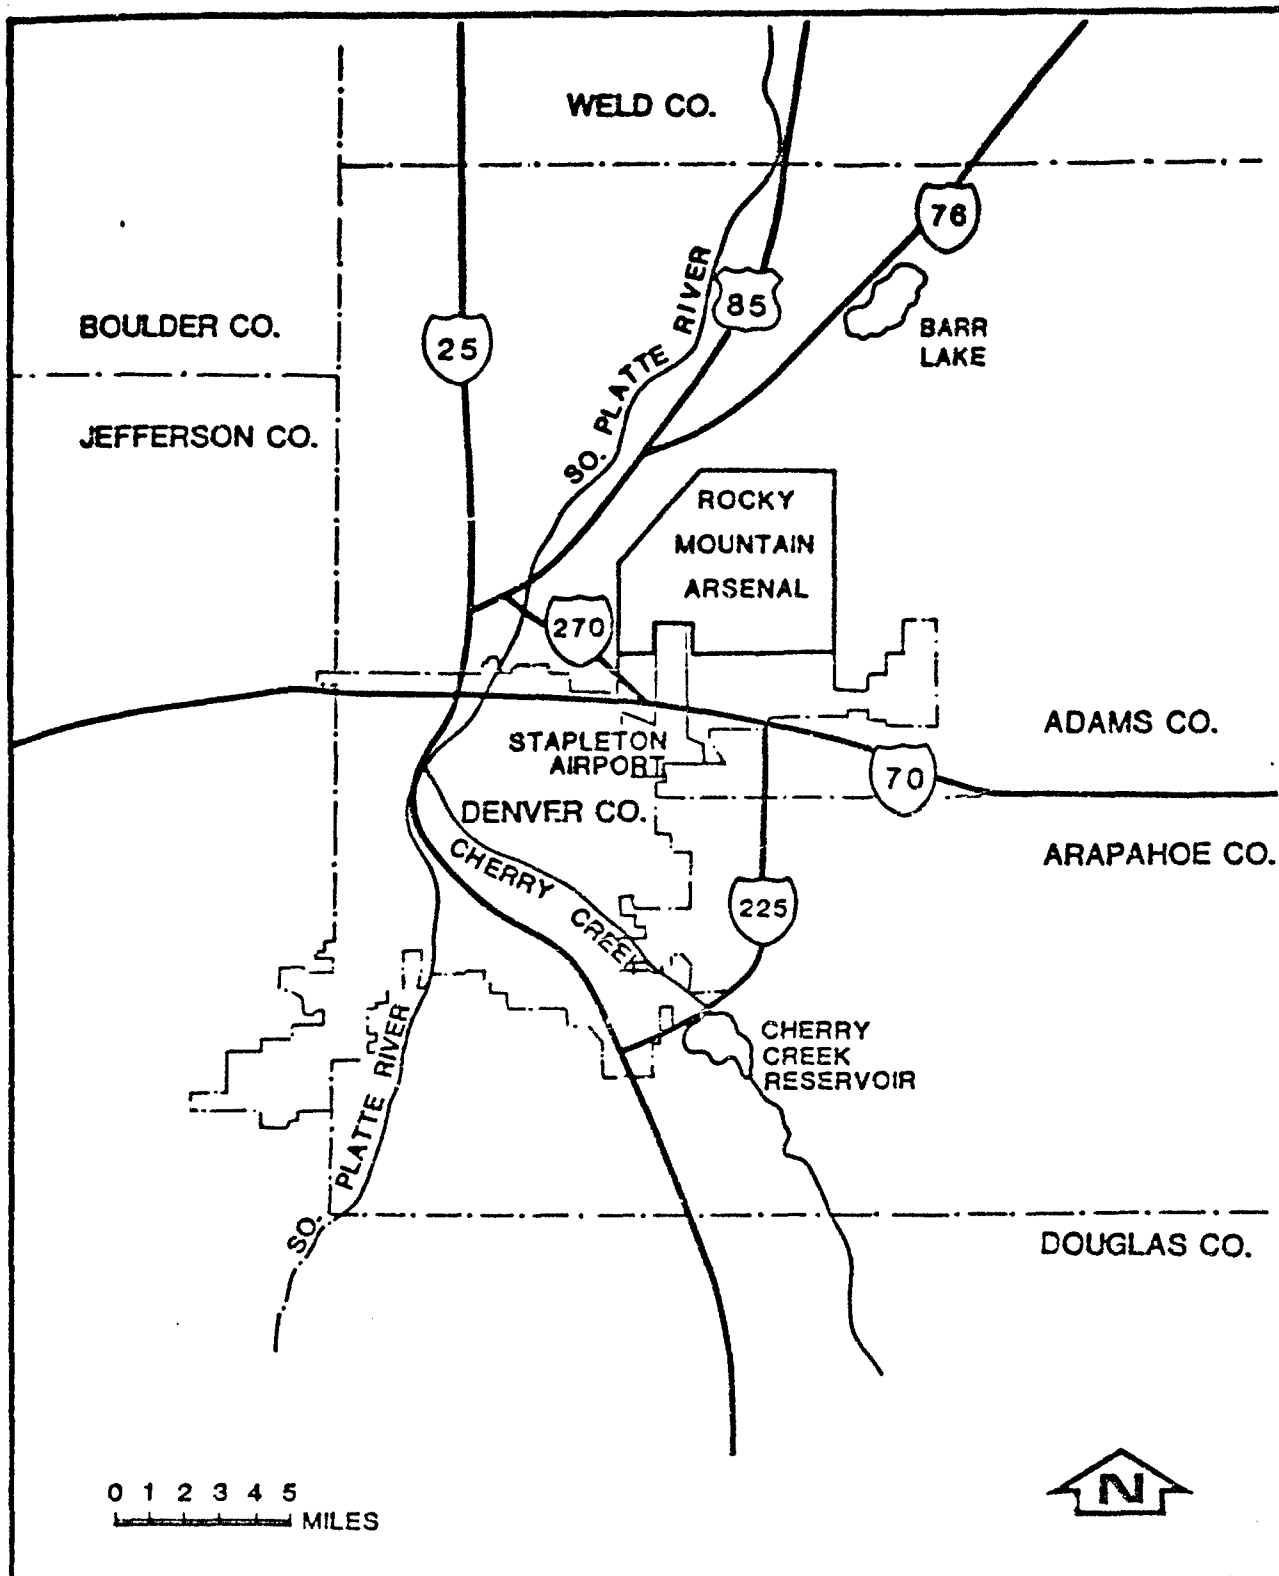 WELD CO.
76
SO. PLATTE RIVER
85
BOULDER CO.
25
BARR
LAKE
JEFFERSON CO.
ROCKY
MOUNTAIN
ARSENAL
270
STAPLETON
AIRPORT
ADAMS CO.
70
DENVER CO.
CHERRY CREEK
ARAPAHOE CO.
225
CHERRY
CREEK
RESERVOIR
SO. PLATTE RIVER
DOUGLAS CO.
0 1 2 3 4 5
MILES
N